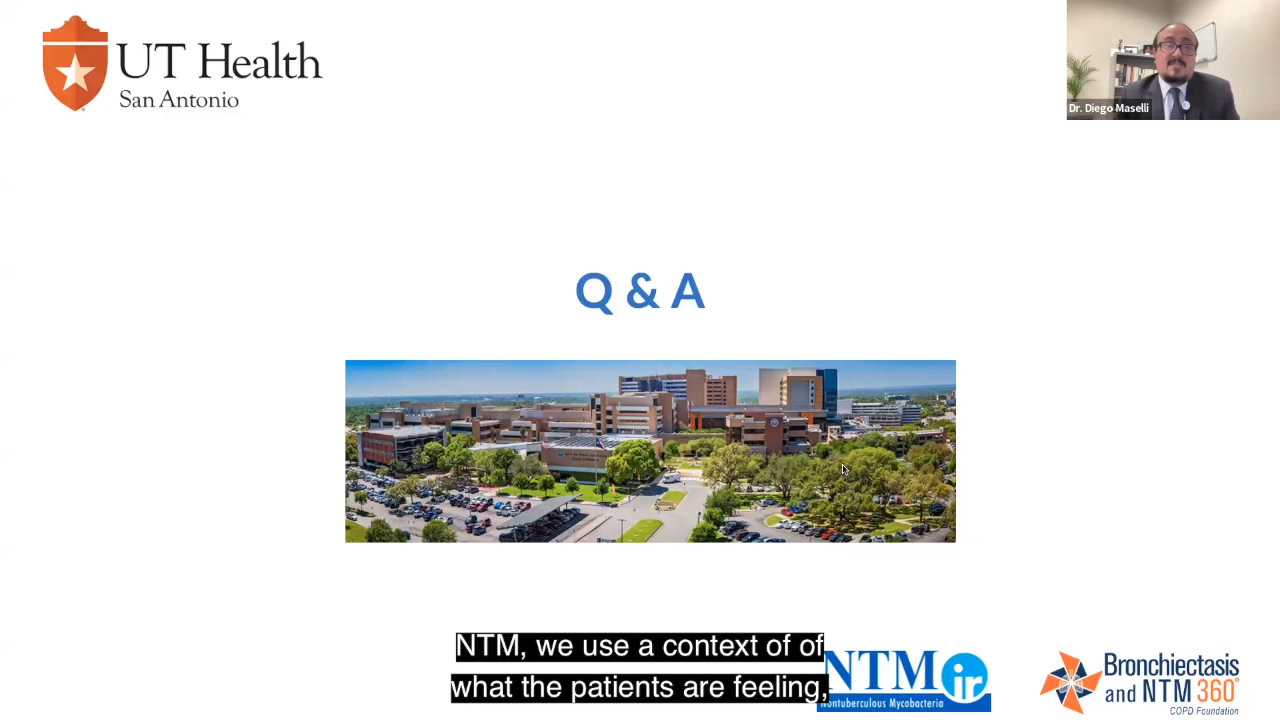 UT Health
San Antonio
Dr. Diego Maselli
Q & A
NTM, we use a context of of
what the patients are feeling,
NTMir
Nontuberculous Mycobacteria
Bronchiectasis
and NTM 360°
COPD Foundation